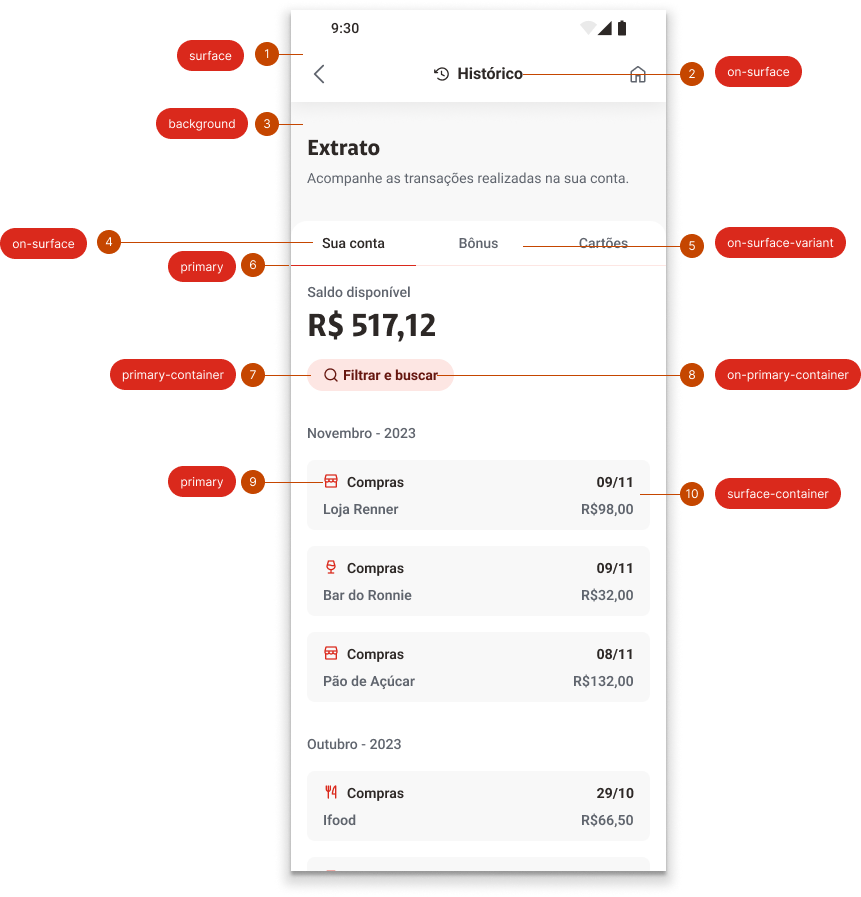 9:30
surface
1
Histórico
2
on-surface
background
3
Extrato
Acompanhe as transações realizadas na sua conta.
on-surface
4
Sua conta
Bônus
Cartões
5
on-surface-variant
primary
6
Saldo disponível
R$ 517,12
primary-container
7
Filtrar e buscar
8
on-primary-container
Novembro - 2023
primary
9
Compras
09/11
Loja Renner
R$98,00
10
surface-container
Compras
09/11
Bar do Ronnie
R$32,00
Compras
08/11
Pão de Açúcar
R$132,00
Outubro - 2023
Compras
29/10
Ifood
R$66,50